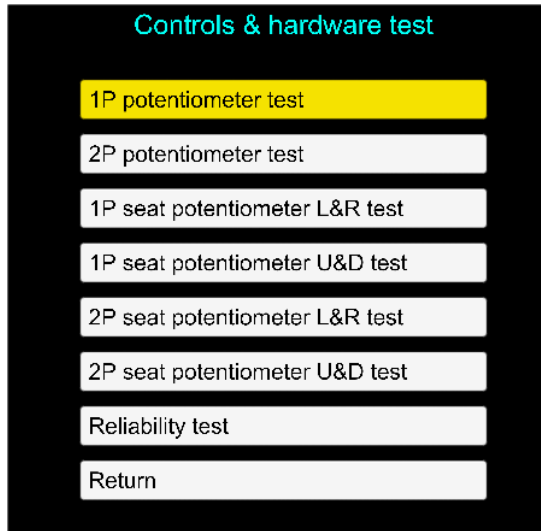 Controls & hardware test
1P potentiometer test
2P potentiometer test
1P seat potentiometer L&R test
1P seat potentiometer U&D test
2P seat potentiometer L&R test
2P seat potentiometer U&D test
Reliability test
Return